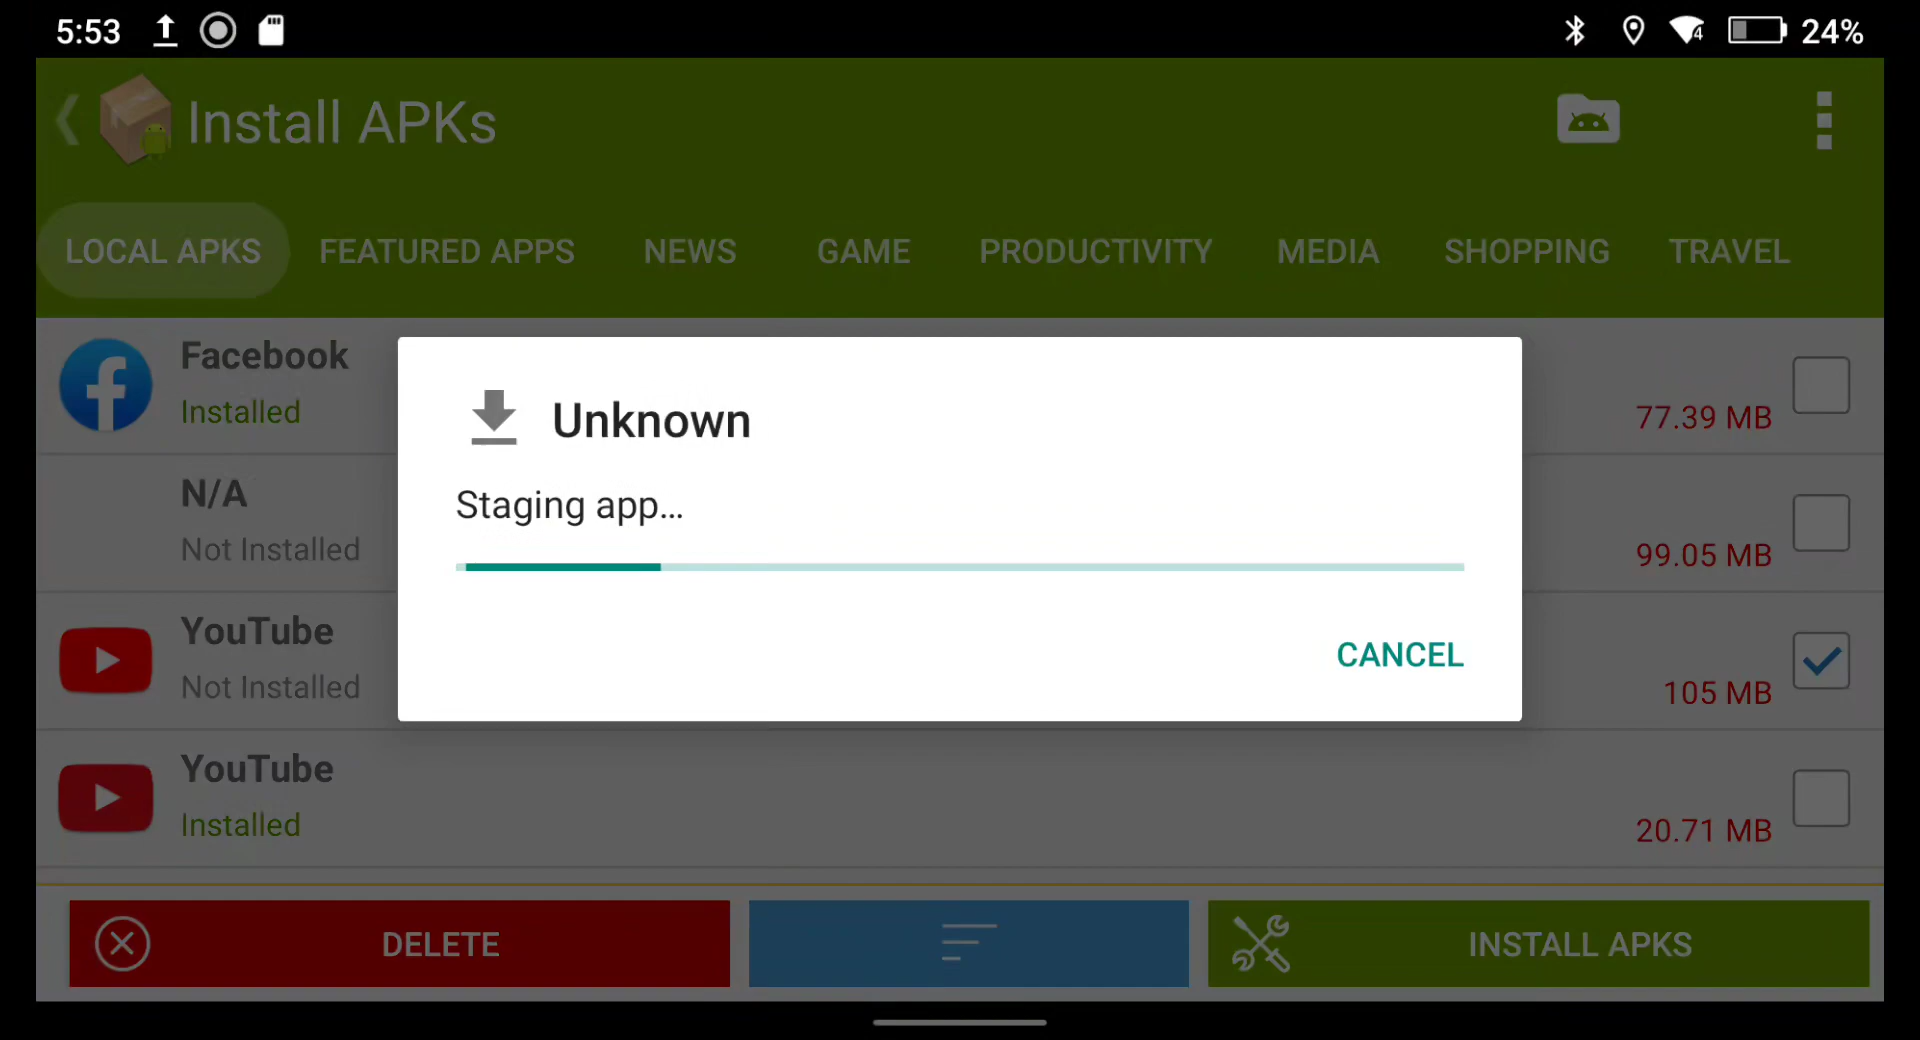 5:53
4
24%
Install APKs
LOCAL APKS FEATURED APPS NEWS GAME PRODUCTIVITY MEDIA SHOPPING TRAVEL
Facebook
Installed
77.39 MB
N/A
Not Installed
99.05 MB
YouTube
Not Installed
105 MB
YouTube
Installed
20.71 MB
Unknown
Staging app...
CANCEL
DELETE
INSTALL APKS